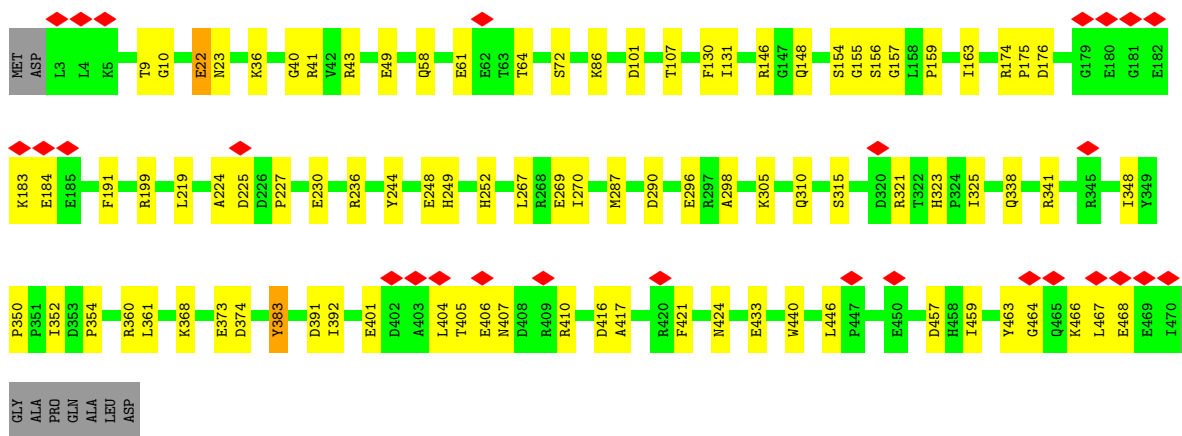 MET ASP L3 L4 K5 T9 G10 E22 N23 K36 G40 R41 V42 R43 E49 Q58 E61 E62 T63 T64 S72 K86 D101 T107 F130 I131 R146 G147 Q148 S154 G155 S156 G157 L158 P159 I163 R174 P175 D176 G179 E180 G181 E182
K183 E184 E185 F191 R199 L219 A224 D225 D226 P227 E230 R236 Y244 E248 H249 H252 L267 R268 E269 I270 M287 D290 E296 R297 A298 K305 Q310 S315 D320 R321 T322 H323 P324 I325 Q338 R341 R345 I348 Y349
P350 P351 I352 D353 P354 R360 L361 K368 E373 D374 Y383 D391 I392 E401 D402 A403 L404 T405 E406 N407 D408 R409 R410 D416 A417 R420 F421 N424 E433 W440 L446 P447 E450 D457 H458 I459 Y463 G464 Q465 K466 L467 E468 E469 I470
GLY ALA PRO GLN ALA LEU ASP